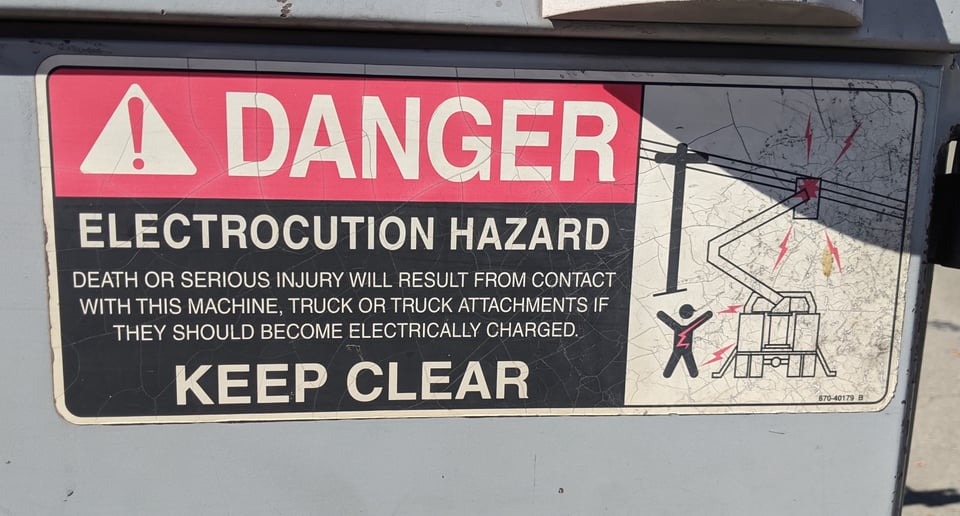 DANGER
ELECTROCUTION HAZARD
DEATH OR SERIOUS INJURY WILL RESULT FROM CONTACT
WITH THIS MACHINE, TRUCK OR TRUCK ATTACHMENTS IF
THEY SHOULD BECOME ELECTRICALLY CHARGED.
KEEP CLEAR
670-40179 B